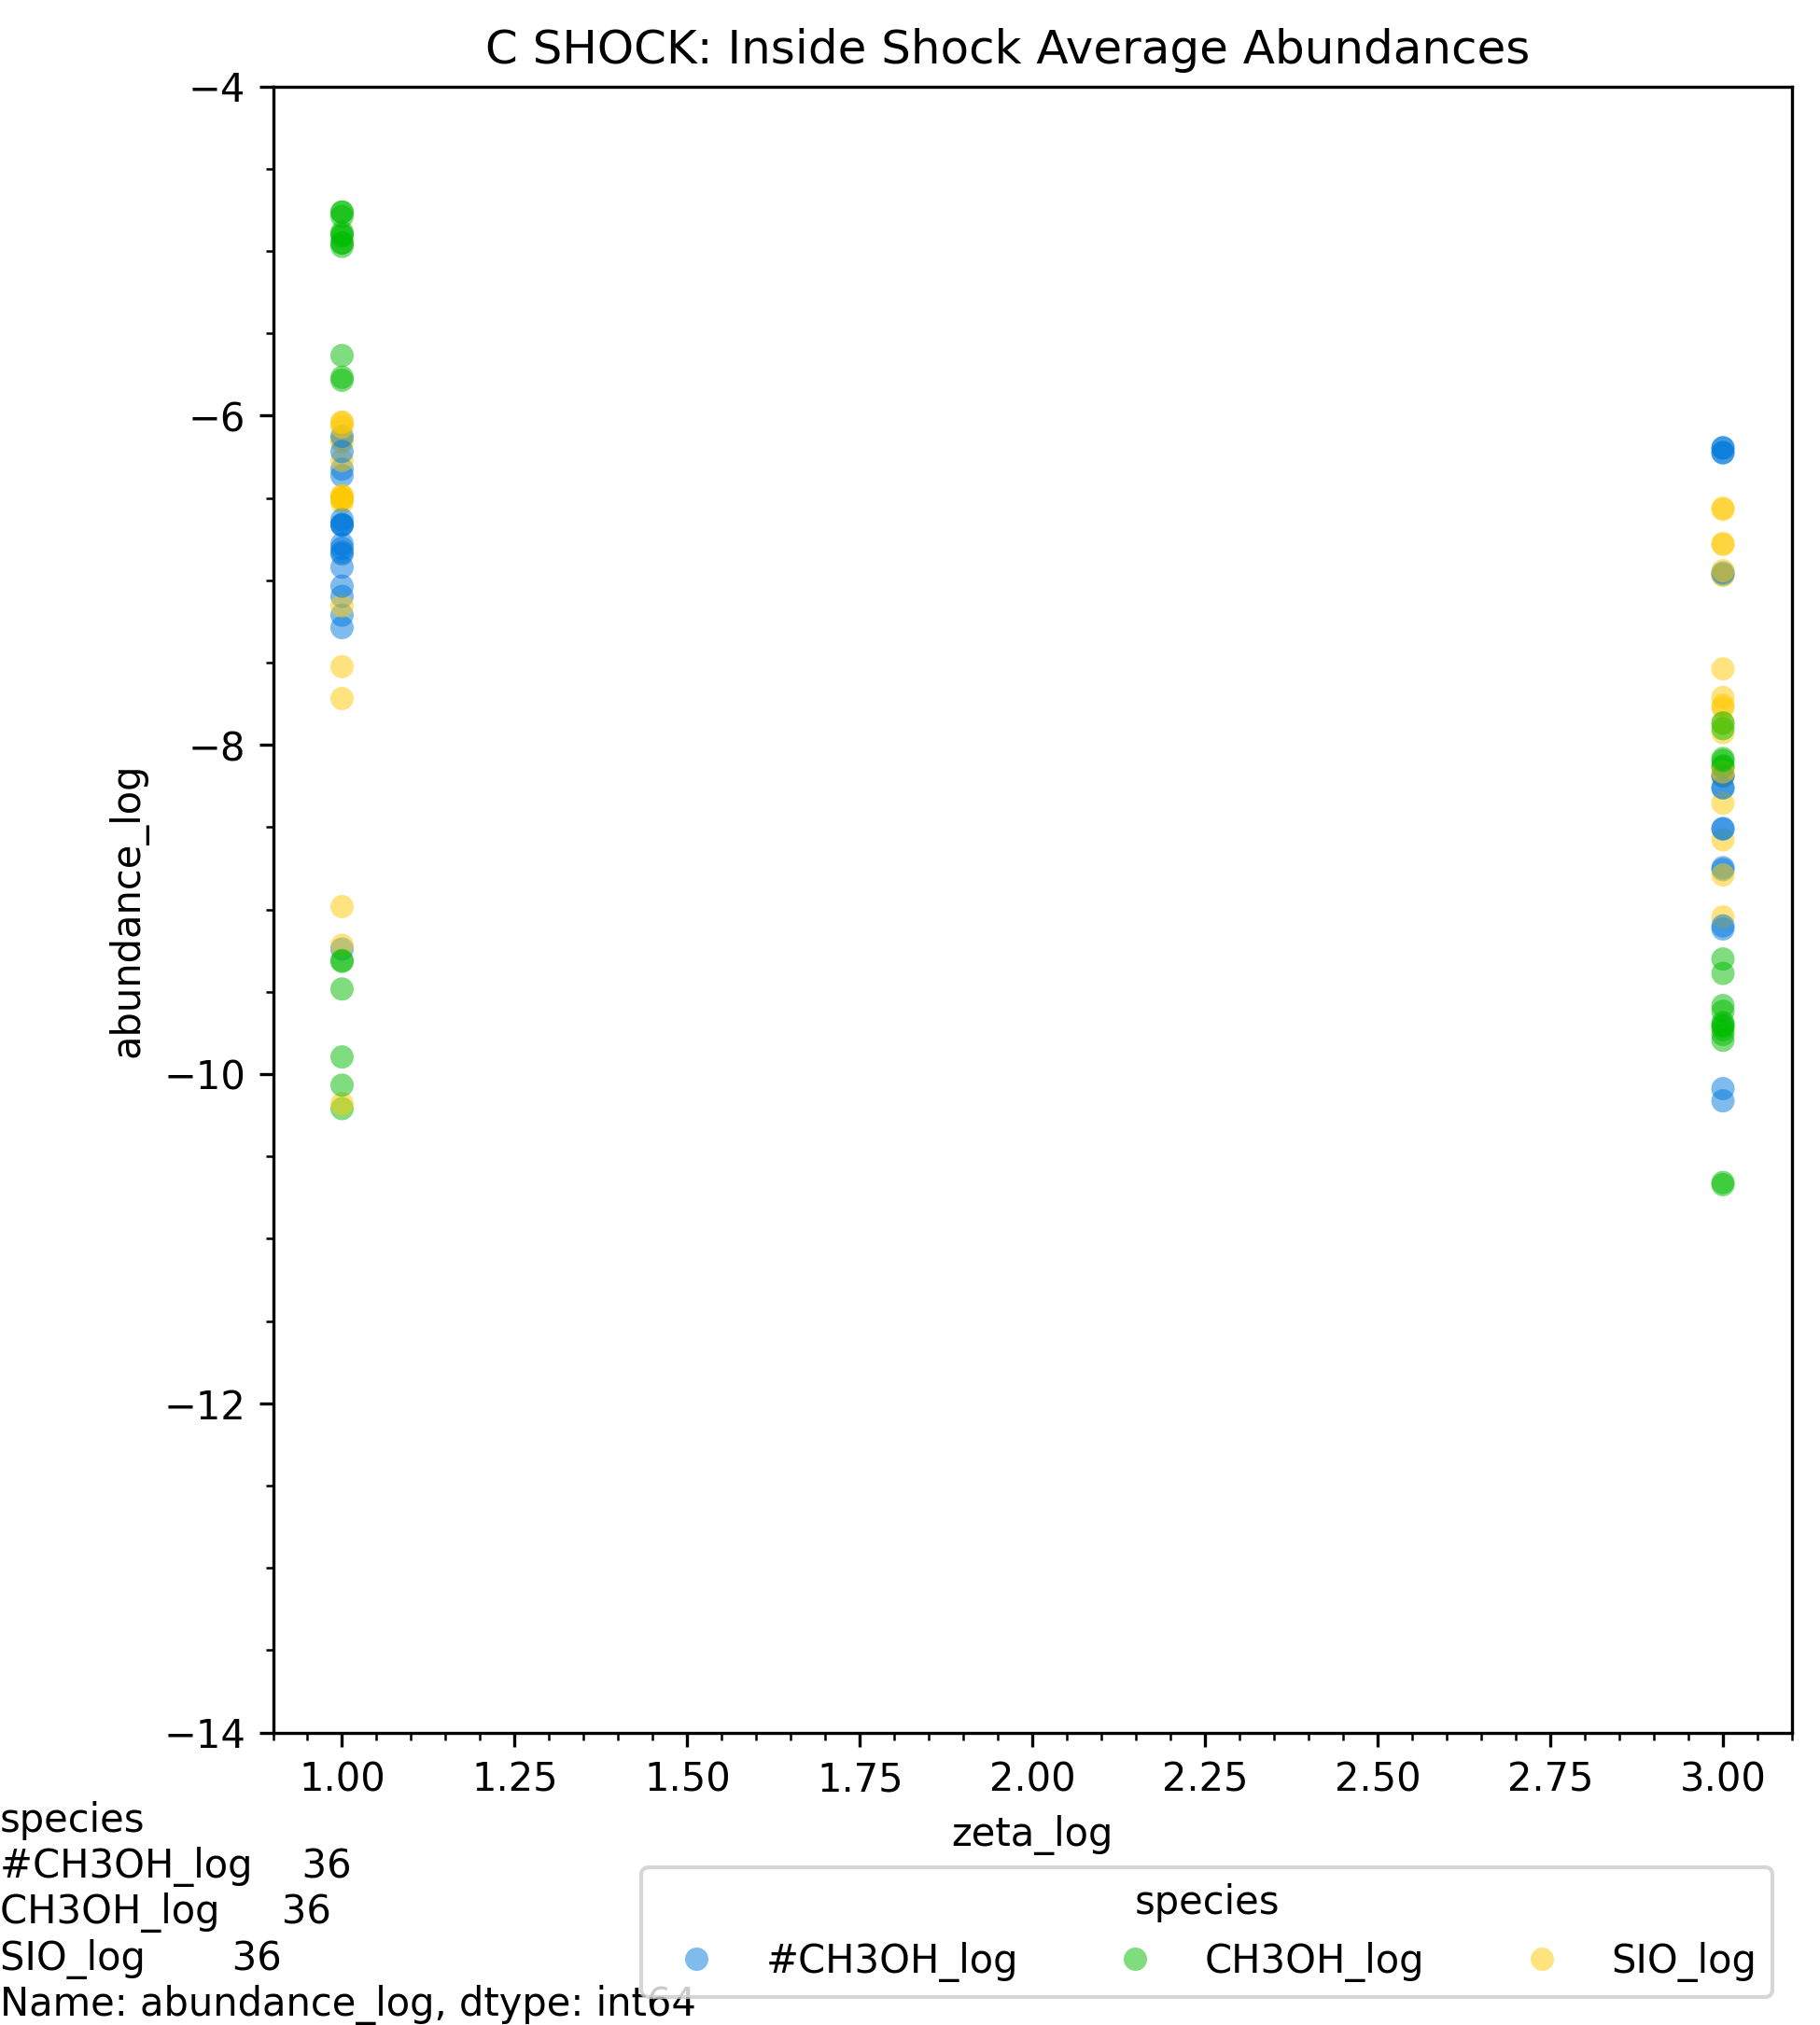 C SHOCK: Inside Shock Average Abundances
−4
−6
−8
−10
−12
−14
abundance_log
1.00 1.25 1.50 1.75 2.00 2.25 2.50 2.75 3.00
zeta_log
species
#CH3OH_log 36
CH3OH_log 36
SIO_log 36
Name: abundance_log, dtype: int64
species
#CH3OH_log CH3OH_log SIO_log